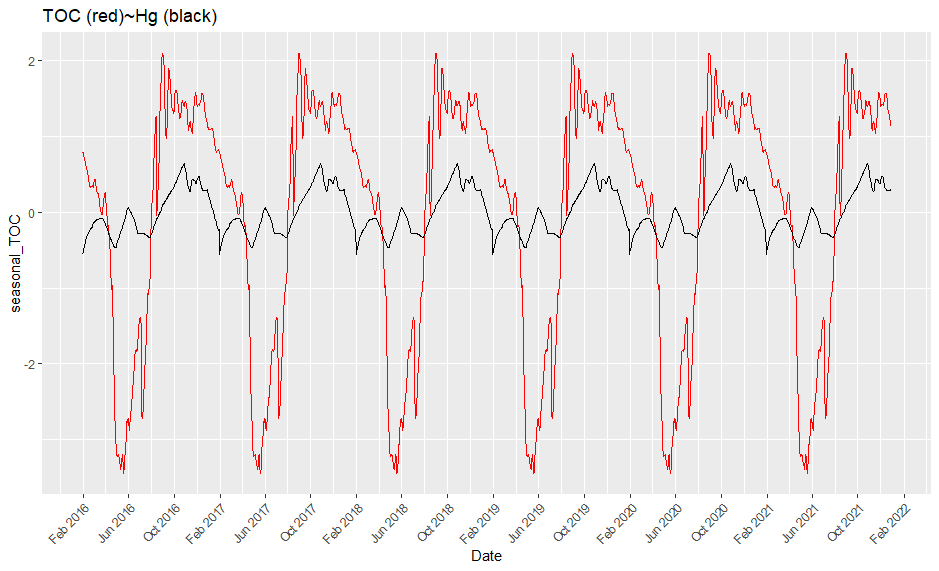 TOC (red)~Hg (black)
seasonal_TOC
2
0
-2
Feb 2016
Jun 2016
Oct 2016
Feb 2017
Jun 2017
Oct 2017
Feb 2018
Jun 2018
Oct 2018
Feb 2019
Jun 2019
Oct 2019
Feb 2020
Jun 2020
Oct 2020
Feb 2021
Jun 2021
Oct 2021
Feb 2022
Date